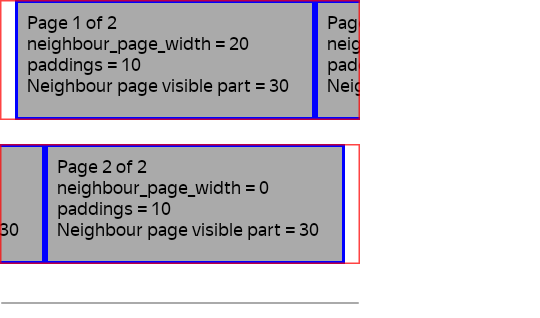 Page 1 of 2
neighbour_page_width = 20
paddings = 10
Neighbour page visible part = 30
Pag
neig
pad
Neig
30
Page 2 of 2
neighbour_page_width = 0
paddings = 10
Neighbour page visible part = 30